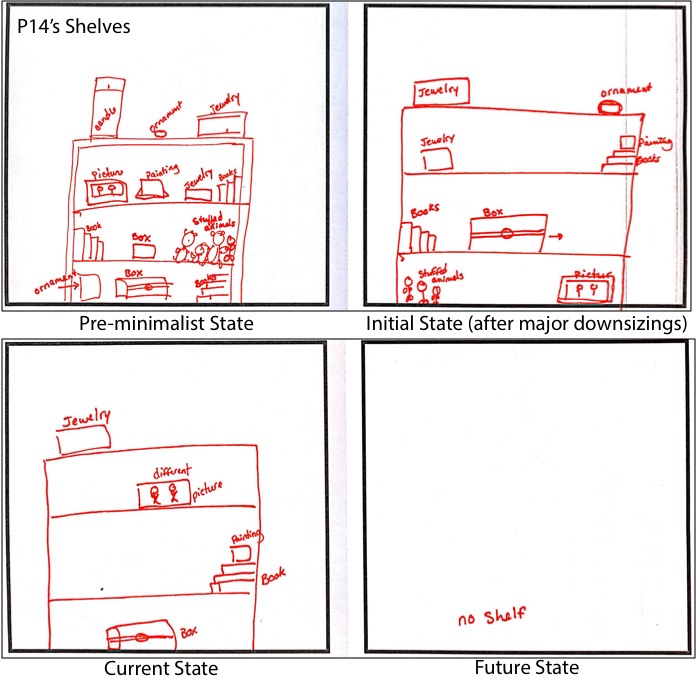 P14's Shelves
candle
ornament
Jewelry
Picture
Painting
Jewelry
Books
Book
Box
Stuffed
animals
ornament
Box
Books
Pre-minimalist State
Jewelry
ornament
Jewelry
Painting
Books
Books
Box
Stuffed
animals
Picture
Initial State (after major downsizings)
Jewelry
different
picture
Painting
Book
Box
Current State
no shelf
Future State